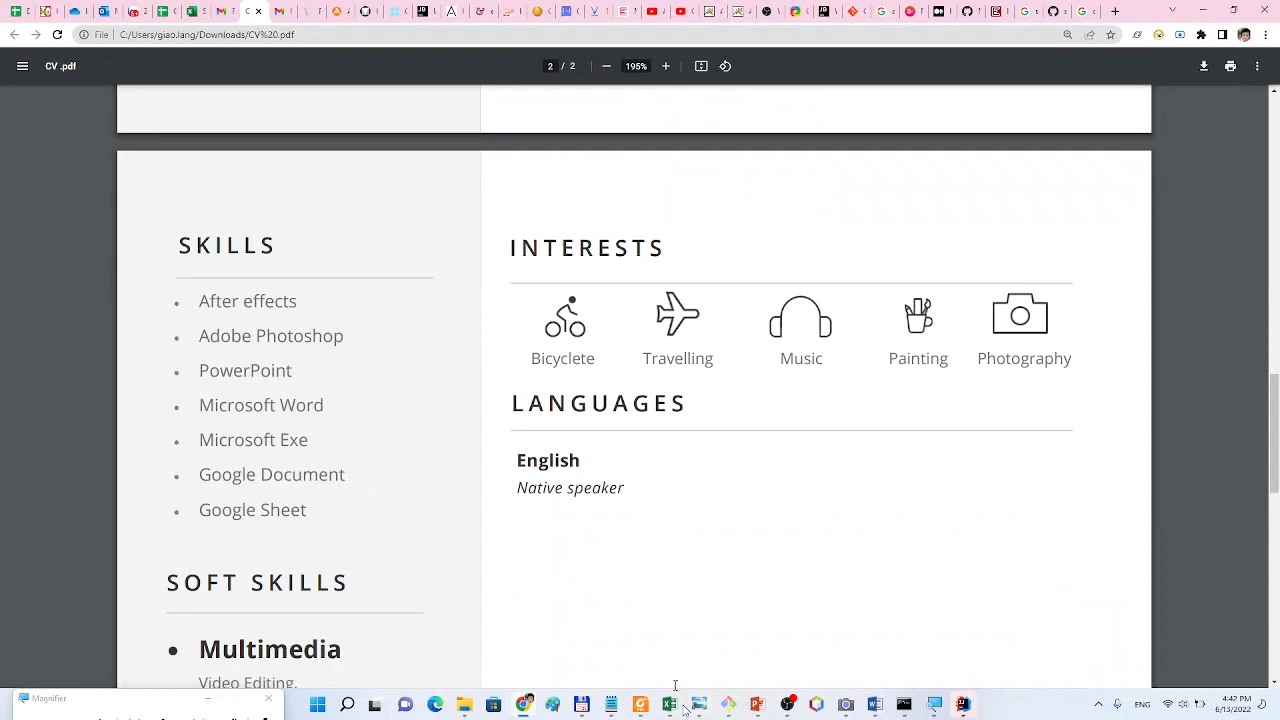 File
C:/Users/giao.lang/Downloads/CV%20.pdf
CV .pdf
2 / 2
195%
SKILLS
After effects
Adobe Photoshop
PowerPoint
Microsoft Word
Microsoft Exe
Google Document
Google Sheet
SOFT SKILLS
Multimedia
Video Editing.
INTERESTS
Bicyclete Travelling Music Painting Photography
LANGUAGES
English
Native speaker
Magnifier
4:42 PM
6/13/2022